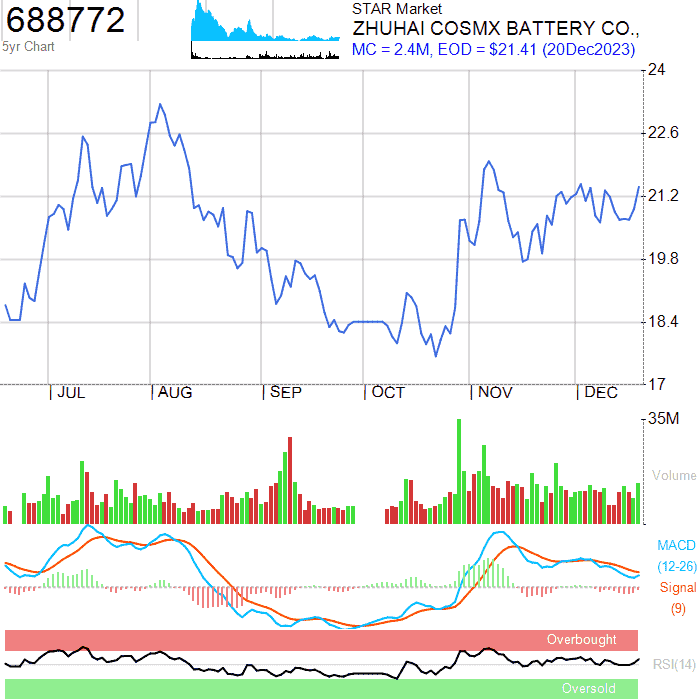 688772
5yr Chart
STAR Market
ZHUHAI COSMX BATTERY CO.,
MC = 2.4M, EOD = $21.41 (20Dec2023)
24
22.6
21.2
19.8
18.4
17
JUL AUG SEP OCT NOV DEC
35M
Volume
MACD
(12-26)
Signal
(9)
Overbought
RSI(14)
Oversold